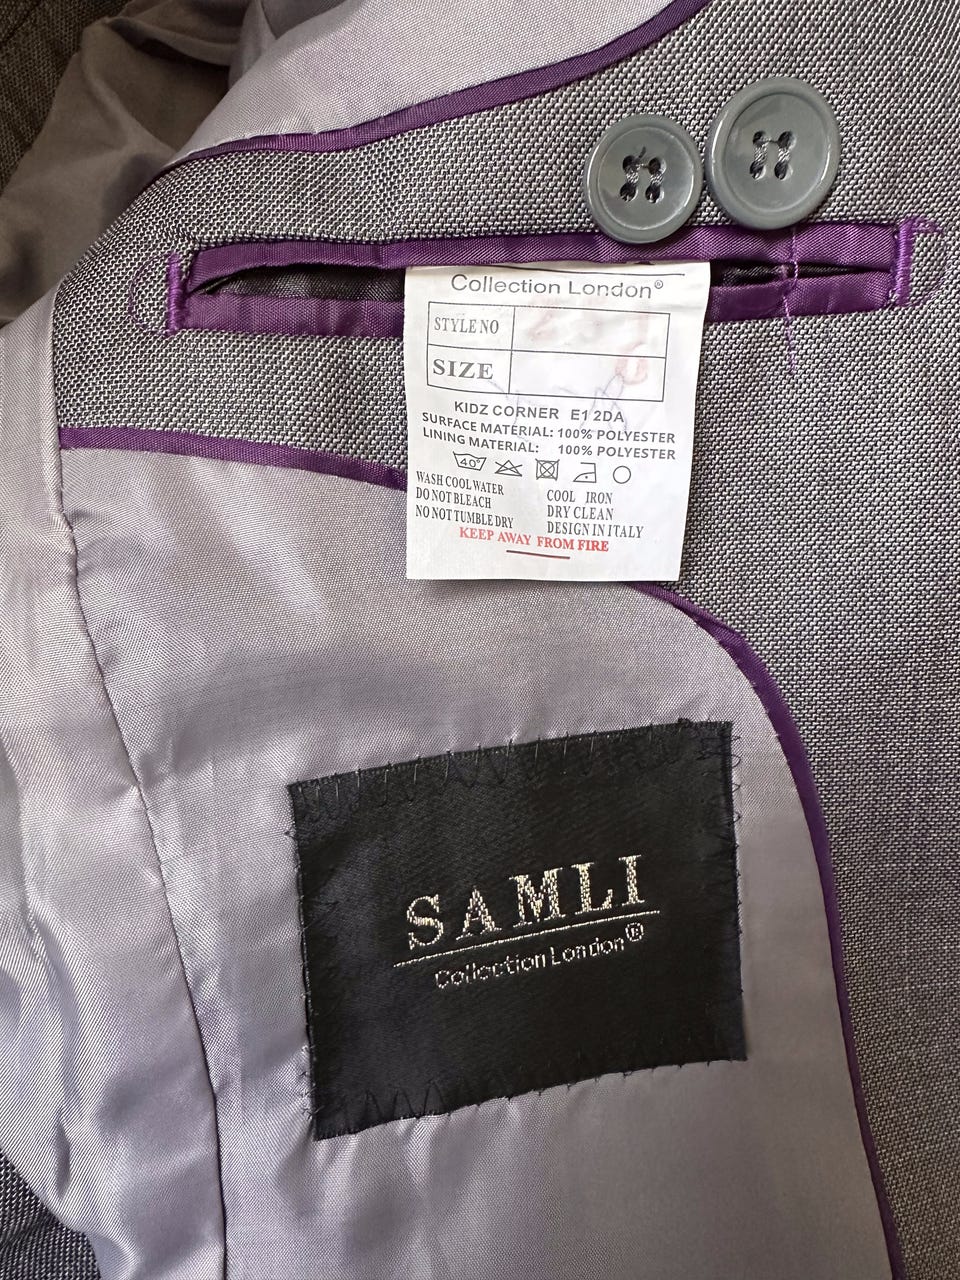 Collection London®
STYLE NO
SIZE
KIDZ CORNER E1 2DA
SURFACE MATERIAL: 100% POLYESTER
LINING MATERIAL: 100% POLYESTER
40°
WASH COOL WATER
DO NOT BLEACH
NO NOT TUMBLE DRY
COOL IRON
DRY CLEAN
DESIGN IN ITALY
KEEP AWAY FROM FIRE
SAMLI
Collection London®